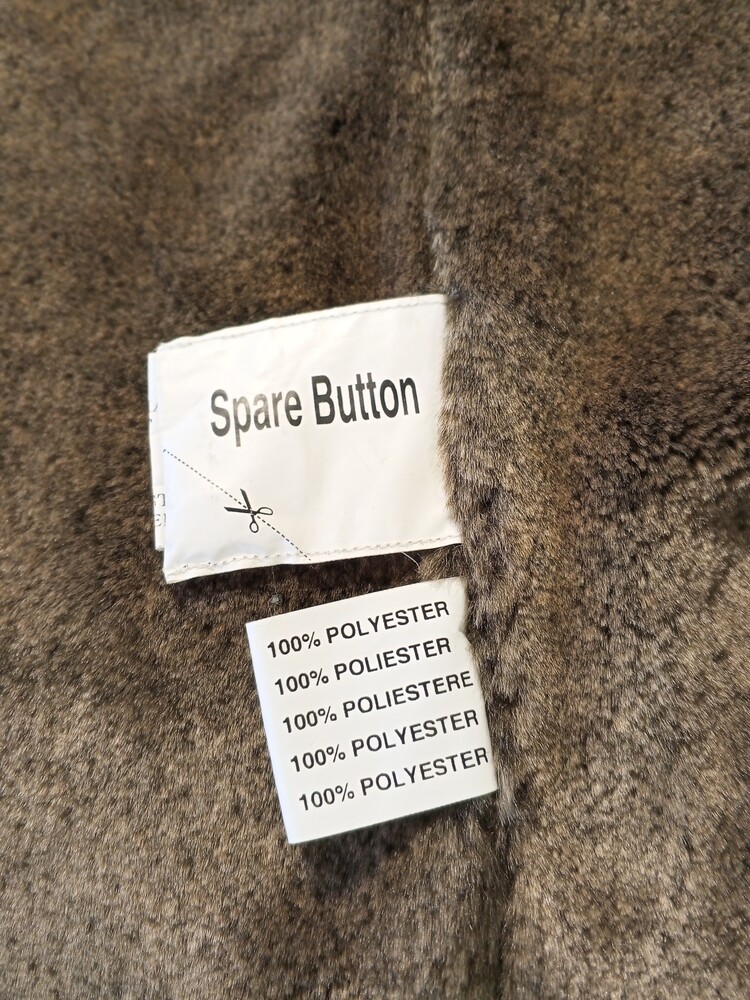 Spare Button
100% POLYESTER
100% POLIESTER
100% POLIESTERE
100% POLYESTER
100% POLYESTER